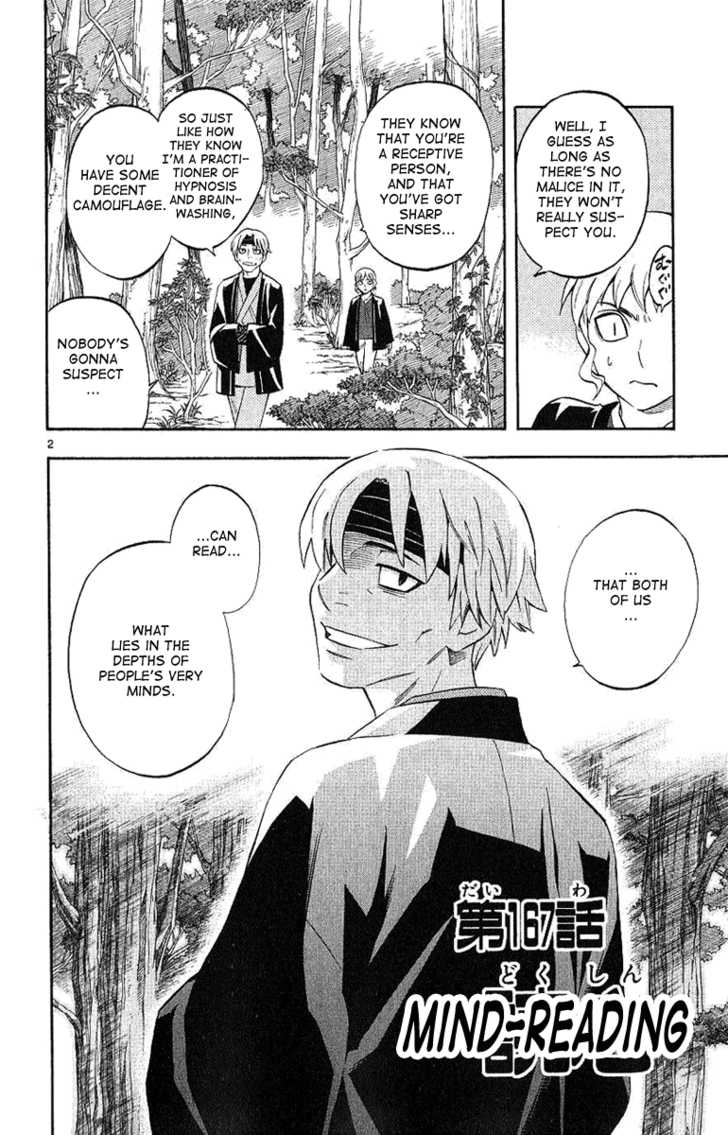 WELL, I
GUESS AS
LONG AS
THERE'S NO
MALICE IN IT,
THEY WON'T
REALLY SUS-
PECT YOU.
THEY KNOW
THAT YOU'RE
A RECEPTIVE
PERSON,
AND THAT
YOU'VE GOT
SHARP
SENSES...
SO JUST
LIKE HOW
THEY KNOW
I'M A PRACTI-
TIONER OF
HYPNOSIS
AND BRAIN-
WASHING,
YOU
HAVE SOME
DECENT
CAMOUFLAGE.
NOBODY'S
GONNA
SUSPECT
...
2
...
THAT BOTH
OF US
...
...CAN
READ...
WHAT
LIES IN THE
DEPTHS OF
PEOPLE'S VERY
MINDS.
だい わ
第167話
どくしん
MIND-READING